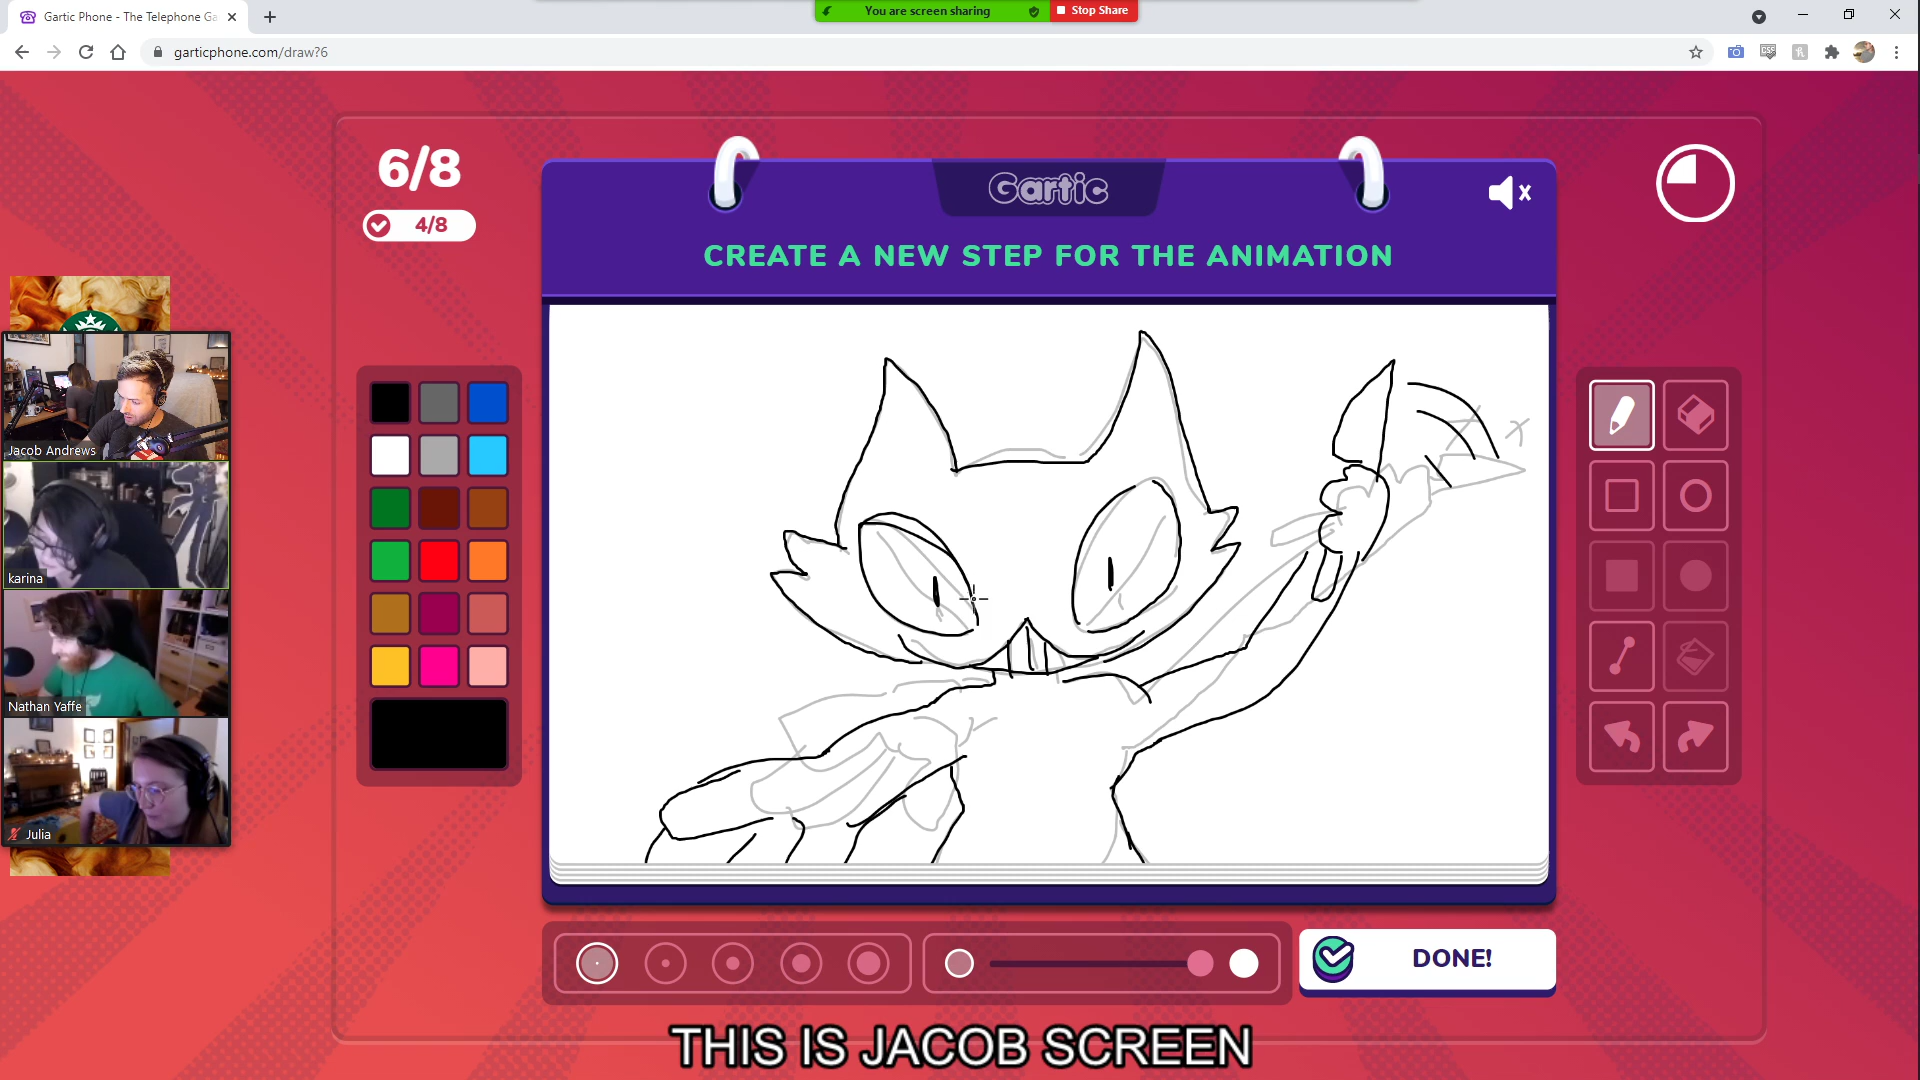 Gartic Phone - The Telephone Ga
You are screen sharing
Stop Share
garticphone.com/draw?6
6/8
4/8
Gartic
CREATE A NEW STEP FOR THE ANIMATION
Jacob Andrews
karina
Nathan Yaffe
Julia
DONE!
THIS IS JACOB SCREEN